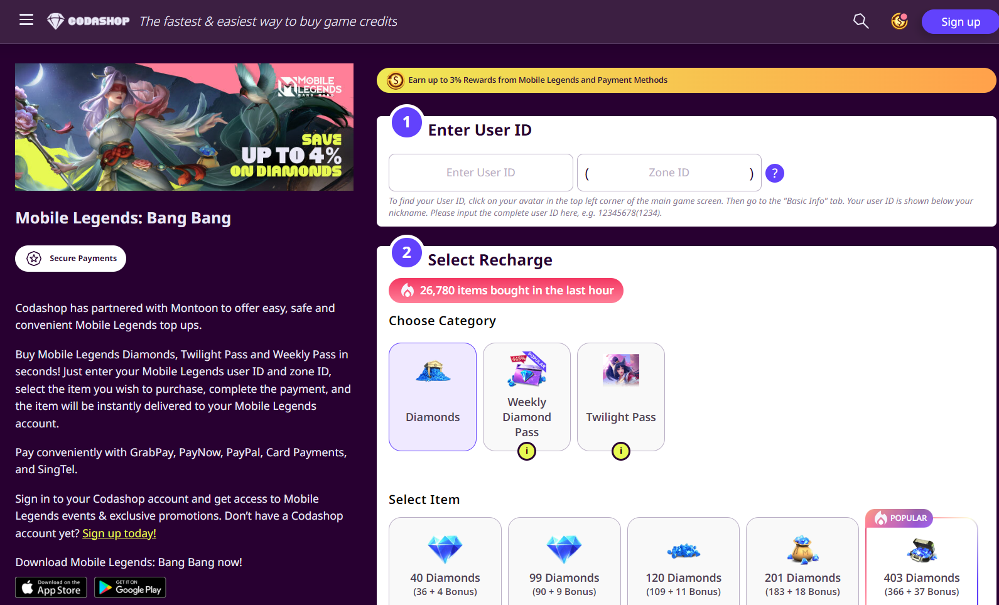 CODASHOP The fastest & easiest way to buy game credits
Sign up
MOBILE
LEGENDS
BANG BANG
SAVE
UP TO 4%
ON DIAMONDS
Mobile Legends: Bang Bang
Secure Payments
Codashop has partnered with Montoon to offer easy, safe and
convenient Mobile Legends top ups.
Buy Mobile Legends Diamonds, Twilight Pass and Weekly Pass in
seconds! Just enter your Mobile Legends user ID and zone ID,
select the item you wish to purchase, complete the payment, and
the item will be instantly delivered to your Mobile Legends
account.
Pay conveniently with GrabPay, PayNow, PayPal, Card Payments,
and SingTel.
Sign in to your Codashop account and get access to Mobile
Legends events & exclusive promotions. Don't have a Codashop
account yet? Sign up today!
Download Mobile Legends: Bang Bang now!
Download on the
App Store
GET IT ON
Google Play
Earn up to 3% Rewards from Mobile Legends and Payment Methods
1 Enter User ID
Enter User ID
( Zone ID )
?
To find your User ID, click on your avatar in the top left corner of the main game screen. Then go to the "Basic Info" tab. Your user ID is shown below your
nickname. Please input the complete user ID here, e.g. 12345678(1234).
2 Select Recharge
26,780 items bought in the last hour
Choose Category
Diamonds
445%
POPULAR
Weekly
Diamond
Pass
i
Twilight Pass
i
Select Item
40 Diamonds
(36 + 4 Bonus)
99 Diamonds
(90 + 9 Bonus)
120 Diamonds
(109 + 11 Bonus)
201 Diamonds
(183 + 18 Bonus)
POPULAR
403 Diamonds
(366 + 37 Bonus)